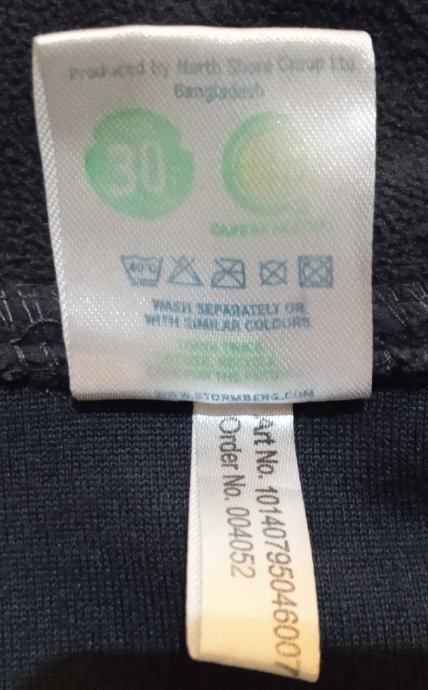 Produced by North Shore Group Ltd
Bangladesh
30
40°C
WASH SEPARATELY OR
WITH SIMILAR COLOURS
WWW.STORMBERG.COM
Art No. 10140795046007
Order No. 004052